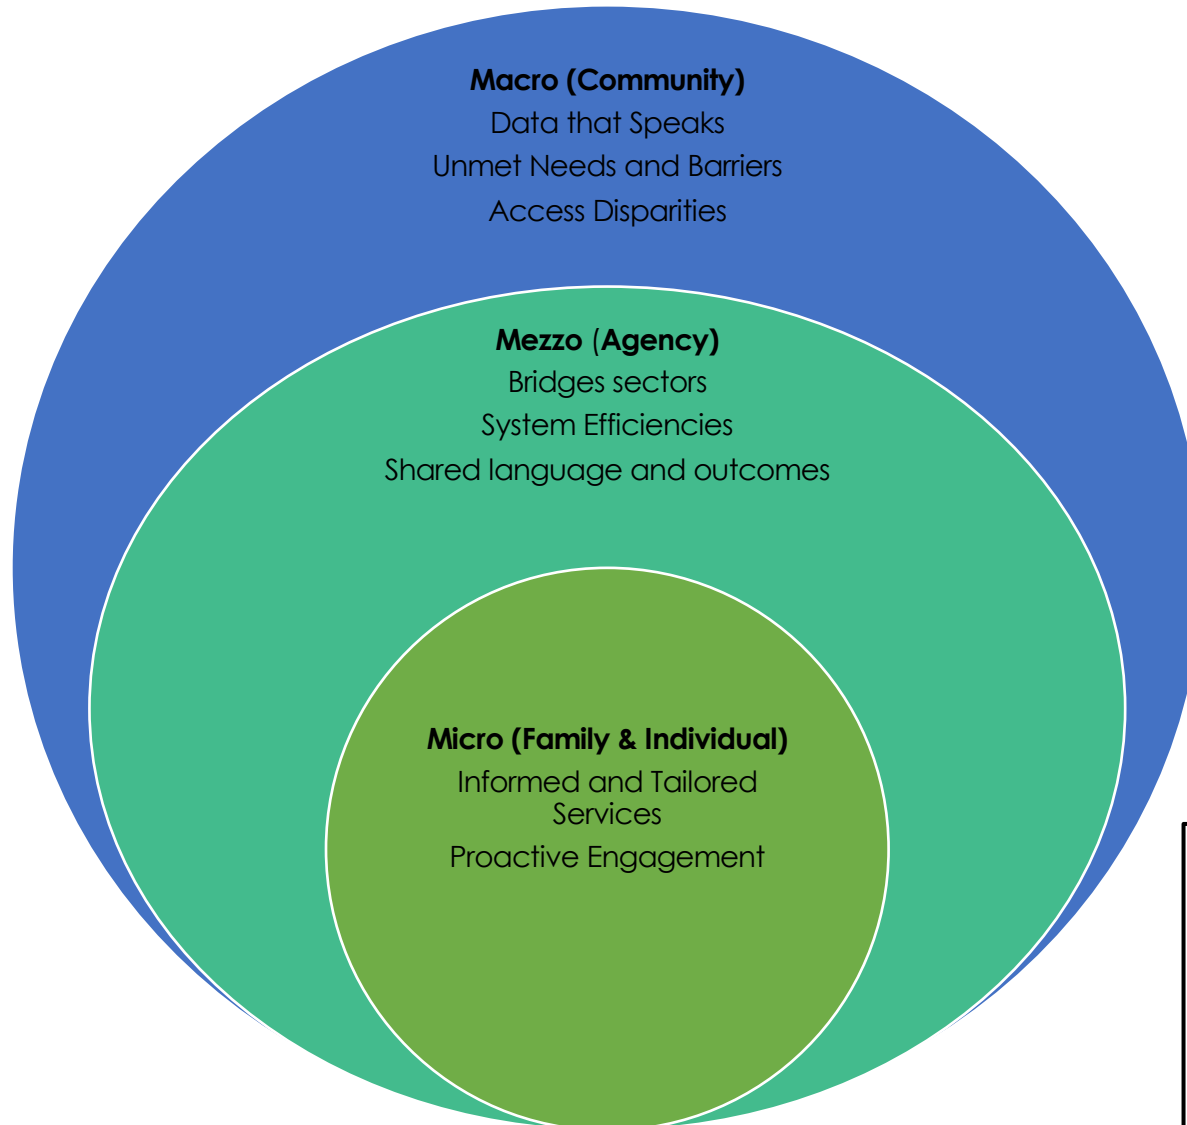 Macro (Community)
Data that Speaks
Unmet Needs and Barriers
Access Disparities
Mezzo (Agency)
Bridges sectors
System Efficiencies
Shared language and outcomes
Micro (Family & Individual)
Informed and Tailored
Services
Proactive Engagement